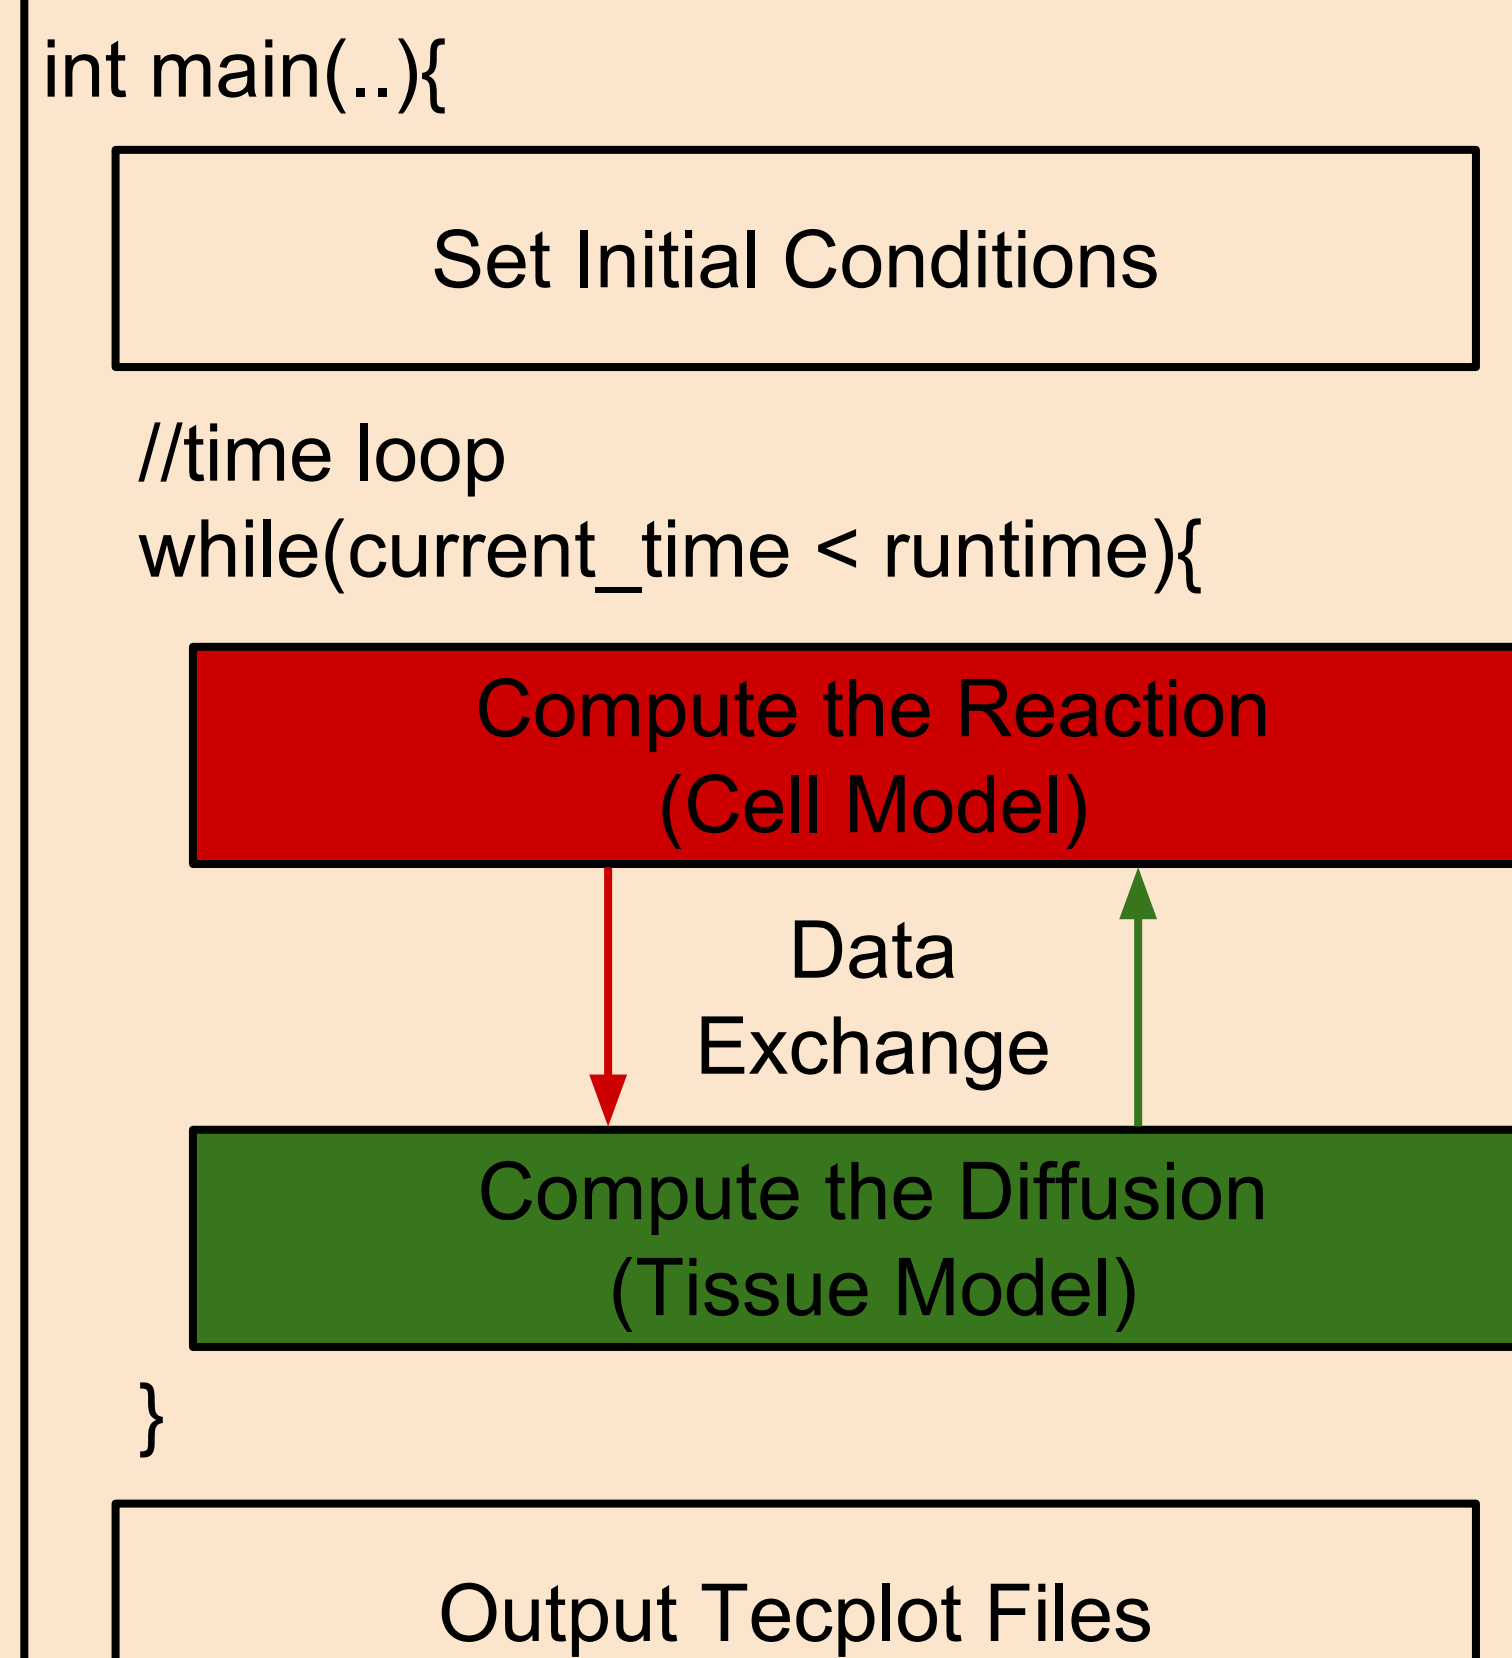 int main(..){
Set Initial Conditions
//time loop
while(current_time < runtime){
Compute the Reaction
(Cell Model)
Data
Exchange
Compute the Diffusion
(Tissue Model)
}
Output Tecplot Files